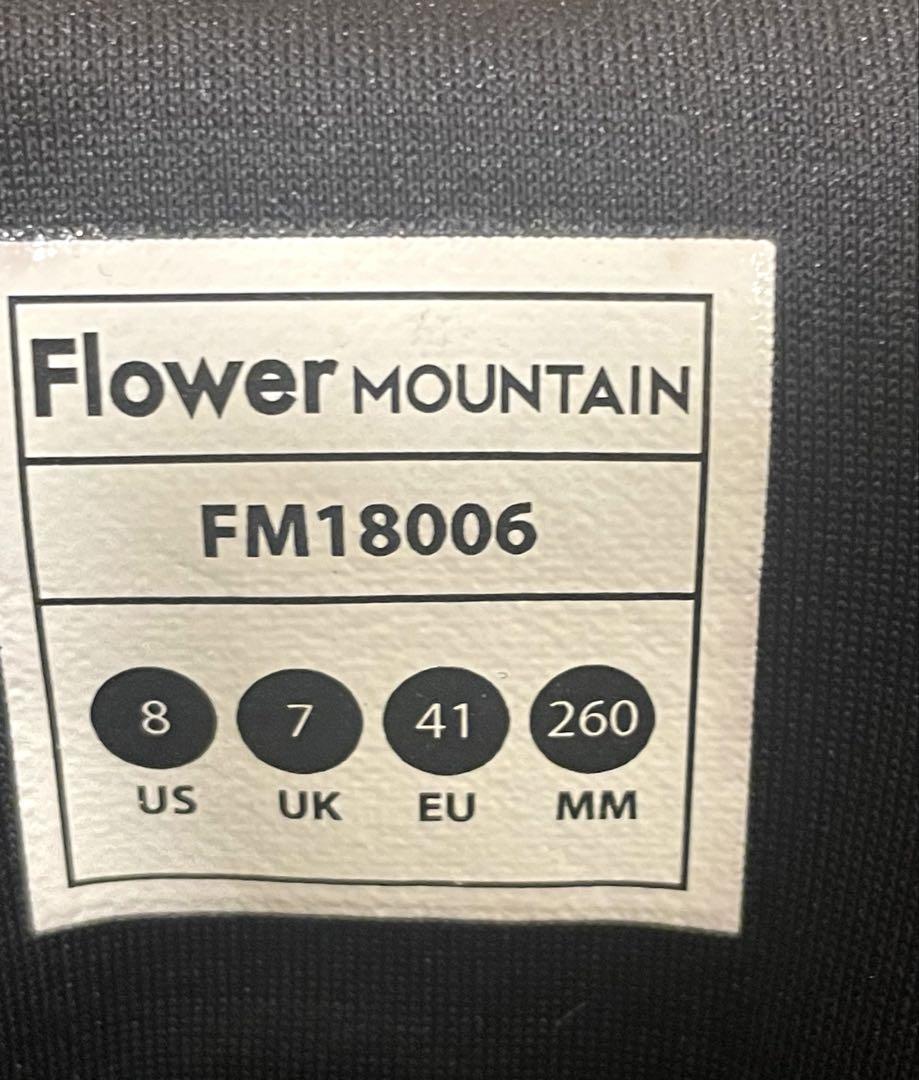 Flower MOUNTAIN
FM18006
8 7 41 260
US UK EU MM